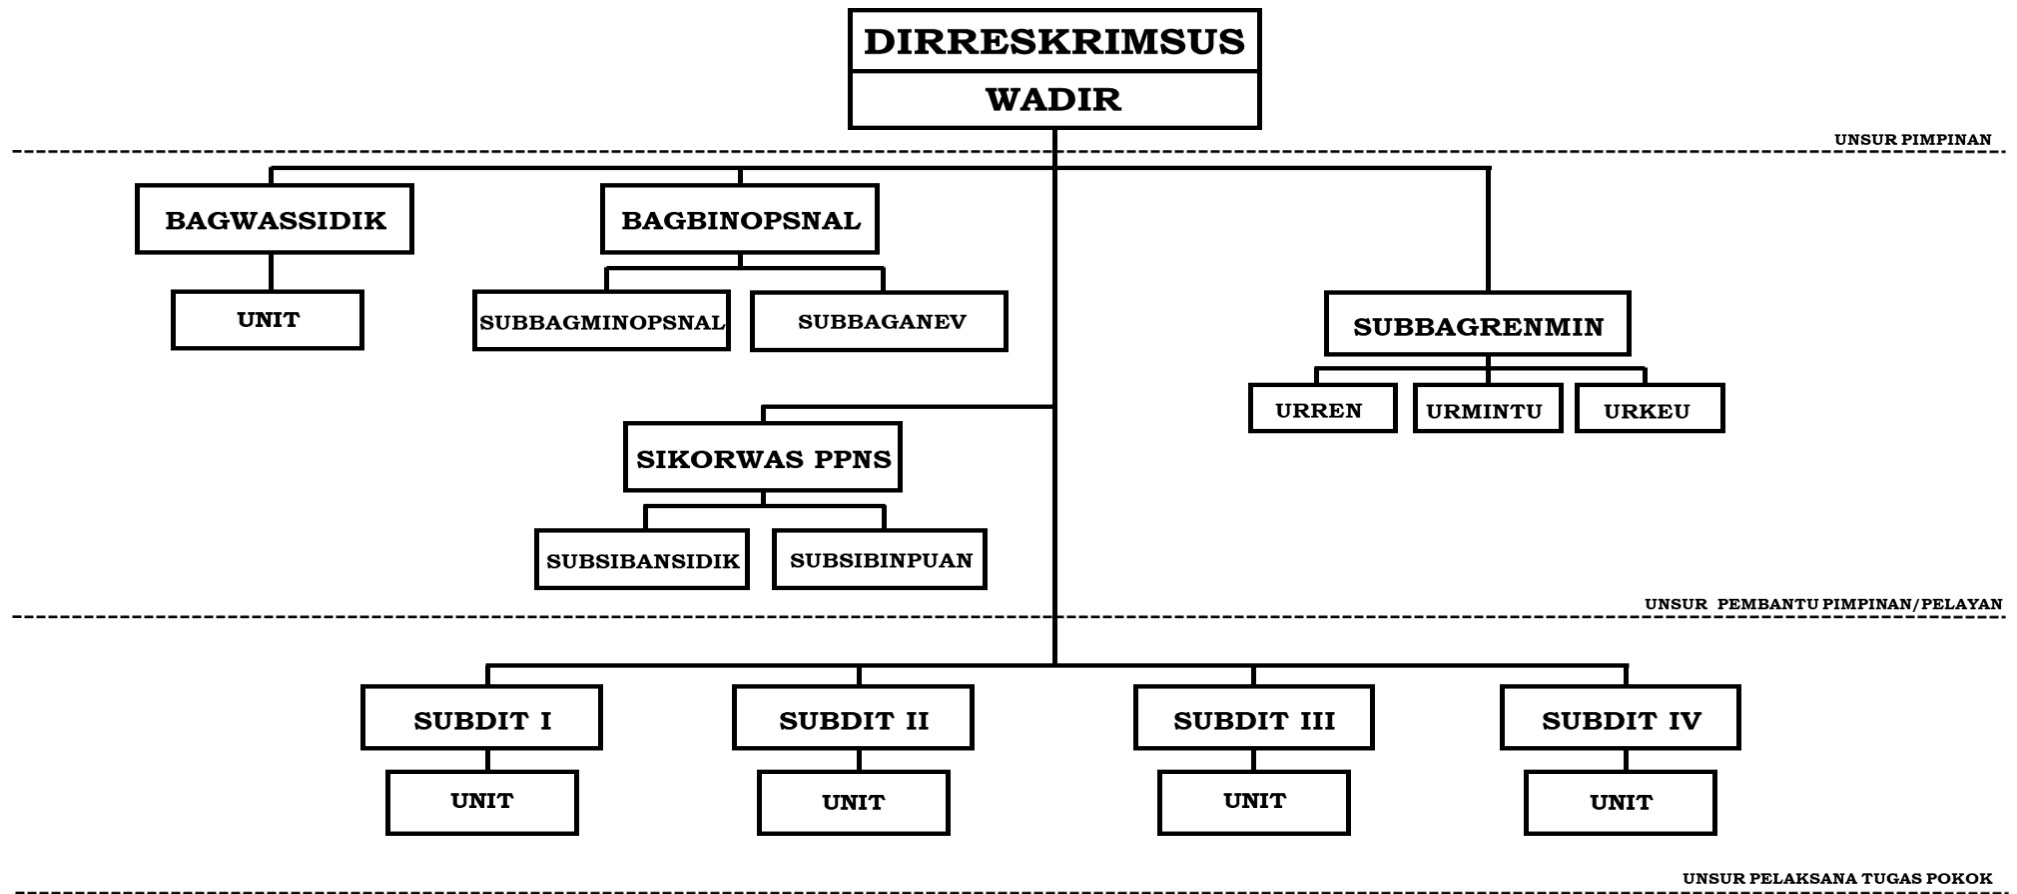 DIRRESKRIMSUS
WADIR
UNSUR PIMPINAN
BAGWASSIDIK
BAGBINOPSNAL
UNIT
SUBBAGMINOPSNAL
SUBBAGANEV
SUBBAGRENMIN
URREN
URMINTU
URKEU
SIKORWAS PPNS
SUBSIBANSIDIK
SUBSIBINPUAN
UNSUR PEMBANTU PIMPINAN/PELAYAN
SUBDIT I
SUBDIT II
SUBDIT III
SUBDIT IV
UNIT
UNIT
UNIT
UNIT
UNSUR PELAKSANA TUGAS POKOK